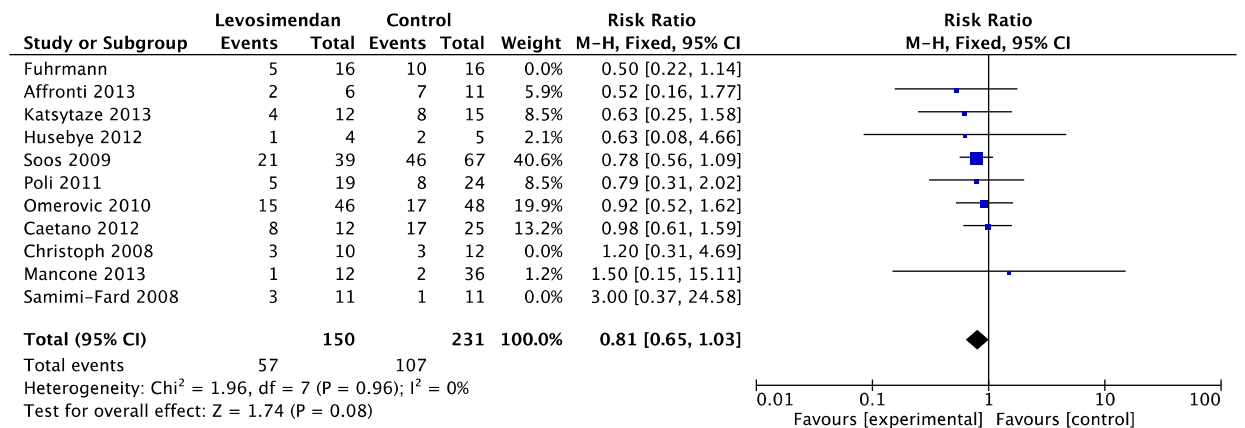 Levosimendan Control Risk Ratio Risk Ratio
Study or Subgroup Events Total Events Total Weight M-H, Fixed, 95% CI M-H, Fixed, 95% CI
Fuhrmann 5 16 10 16 0.0% 0.50 [0.22, 1.14]
Affronti 2013 2 6 7 11 5.9% 0.52 [0.16, 1.77]
Katsytaze 2013 4 12 8 15 8.5% 0.63 [0.25, 1.58]
Husebye 2012 1 4 2 5 2.1% 0.63 [0.08, 4.66]
Soos 2009 21 39 46 67 40.6% 0.78 [0.56, 1.09]
Poli 2011 5 19 8 24 8.5% 0.79 [0.31, 2.02]
Omerovic 2010 15 46 17 48 19.9% 0.92 [0.52, 1.62]
Caetano 2012 8 12 17 25 13.2% 0.98 [0.61, 1.59]
Christoph 2008 3 10 3 12 0.0% 1.20 [0.31, 4.69]
Mancone 2013 1 12 2 36 1.2% 1.50 [0.15, 15.11]
Samimi-Fard 2008 3 11 1 11 0.0% 3.00 [0.37, 24.58]
Total (95% CI) 150 231 100.0% 0.81 [0.65, 1.03]
Total events 57 107
Heterogeneity: Chi² = 1.96, df = 7 (P = 0.96); I² = 0%
Test for overall effect: Z = 1.74 (P = 0.08)
0.01 0.1 1 10 100
Favours [experimental] Favours [control]